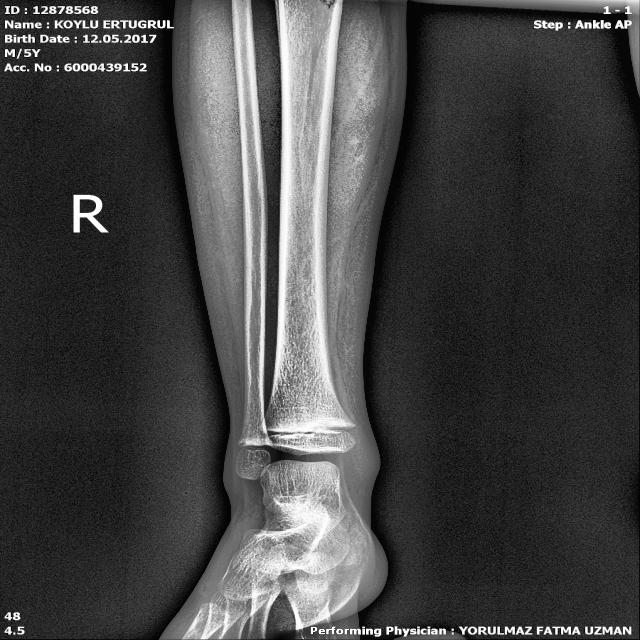 ID : 12878568
Name : KOYLU ERTUGRUL
Birth Date : 12.05.2017
M/5Y
Acc. No : 6000439152
1 - 1
Step : Ankle AP
R
48
4.5
Performing Physician : YORULMAZ FATMA UZMAN